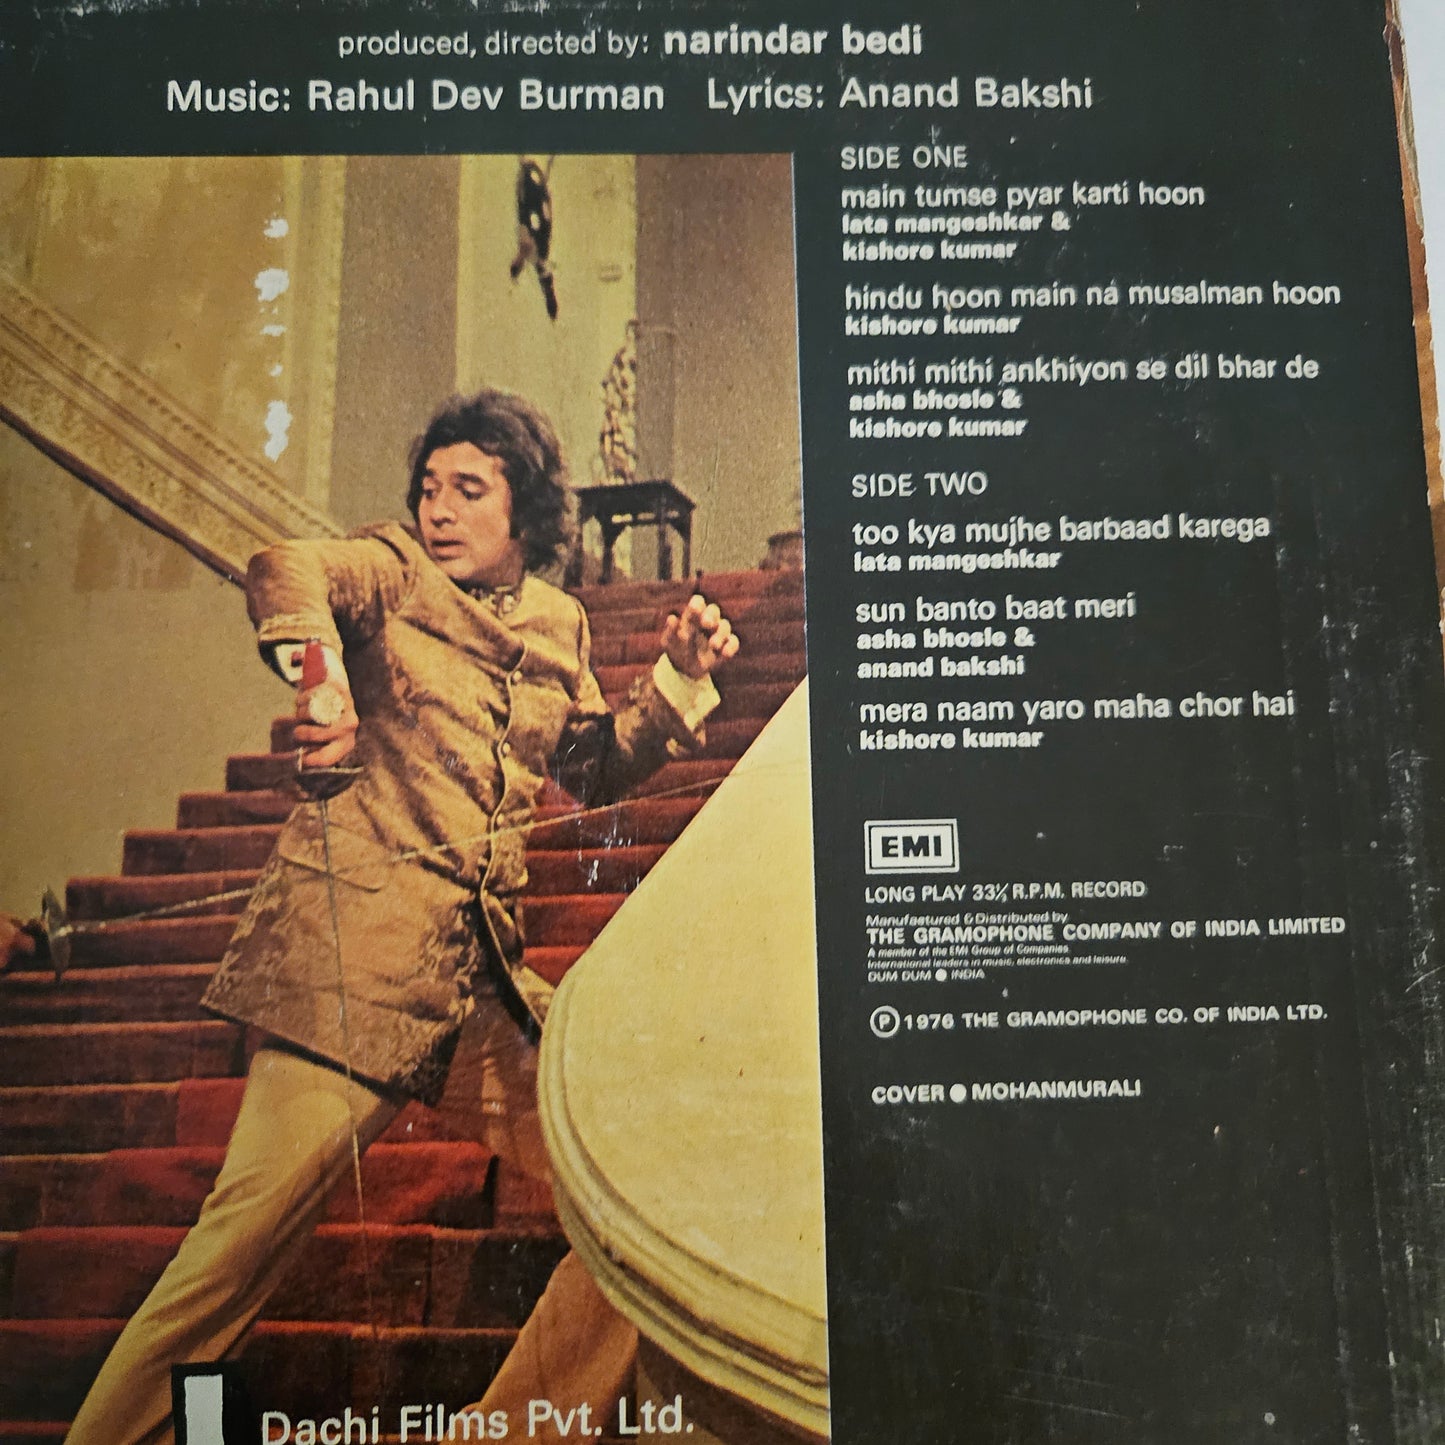 produced, directed by: narindar bedi
Music: Rahul Dev Burman Lyrics: Anand Bakshi
SIDE ONE
main tumse pyar karti hoon
lata mangeshkar &
kishore kumar
hindu hoon main na musalman hoon
kishore kumar
mithi mithi ankhiyon se dil bhar de
asha bhosle &
kishore kumar
SIDE TWO
too kya mujhe barbaad karega
lata mangeshkar
sun banto baat meri
asha bhosle &
anand bakshi
mera naam yaro maha chor hai
kishore kumar
EMI
LONG PLAY 33⅓ R.P.M. RECORD
Manufactured & Distributed by
THE GRAMOPHONE COMPANY OF INDIA LIMITED
A member of the EMI Group of Companies
International leaders in music, electronics and leisure.
DUM DUM ● INDIA
Ⓟ 1976 THE GRAMOPHONE CO. OF INDIA LTD.
COVER ● MOHANMURALI
Dachi Films Pvt. Ltd.